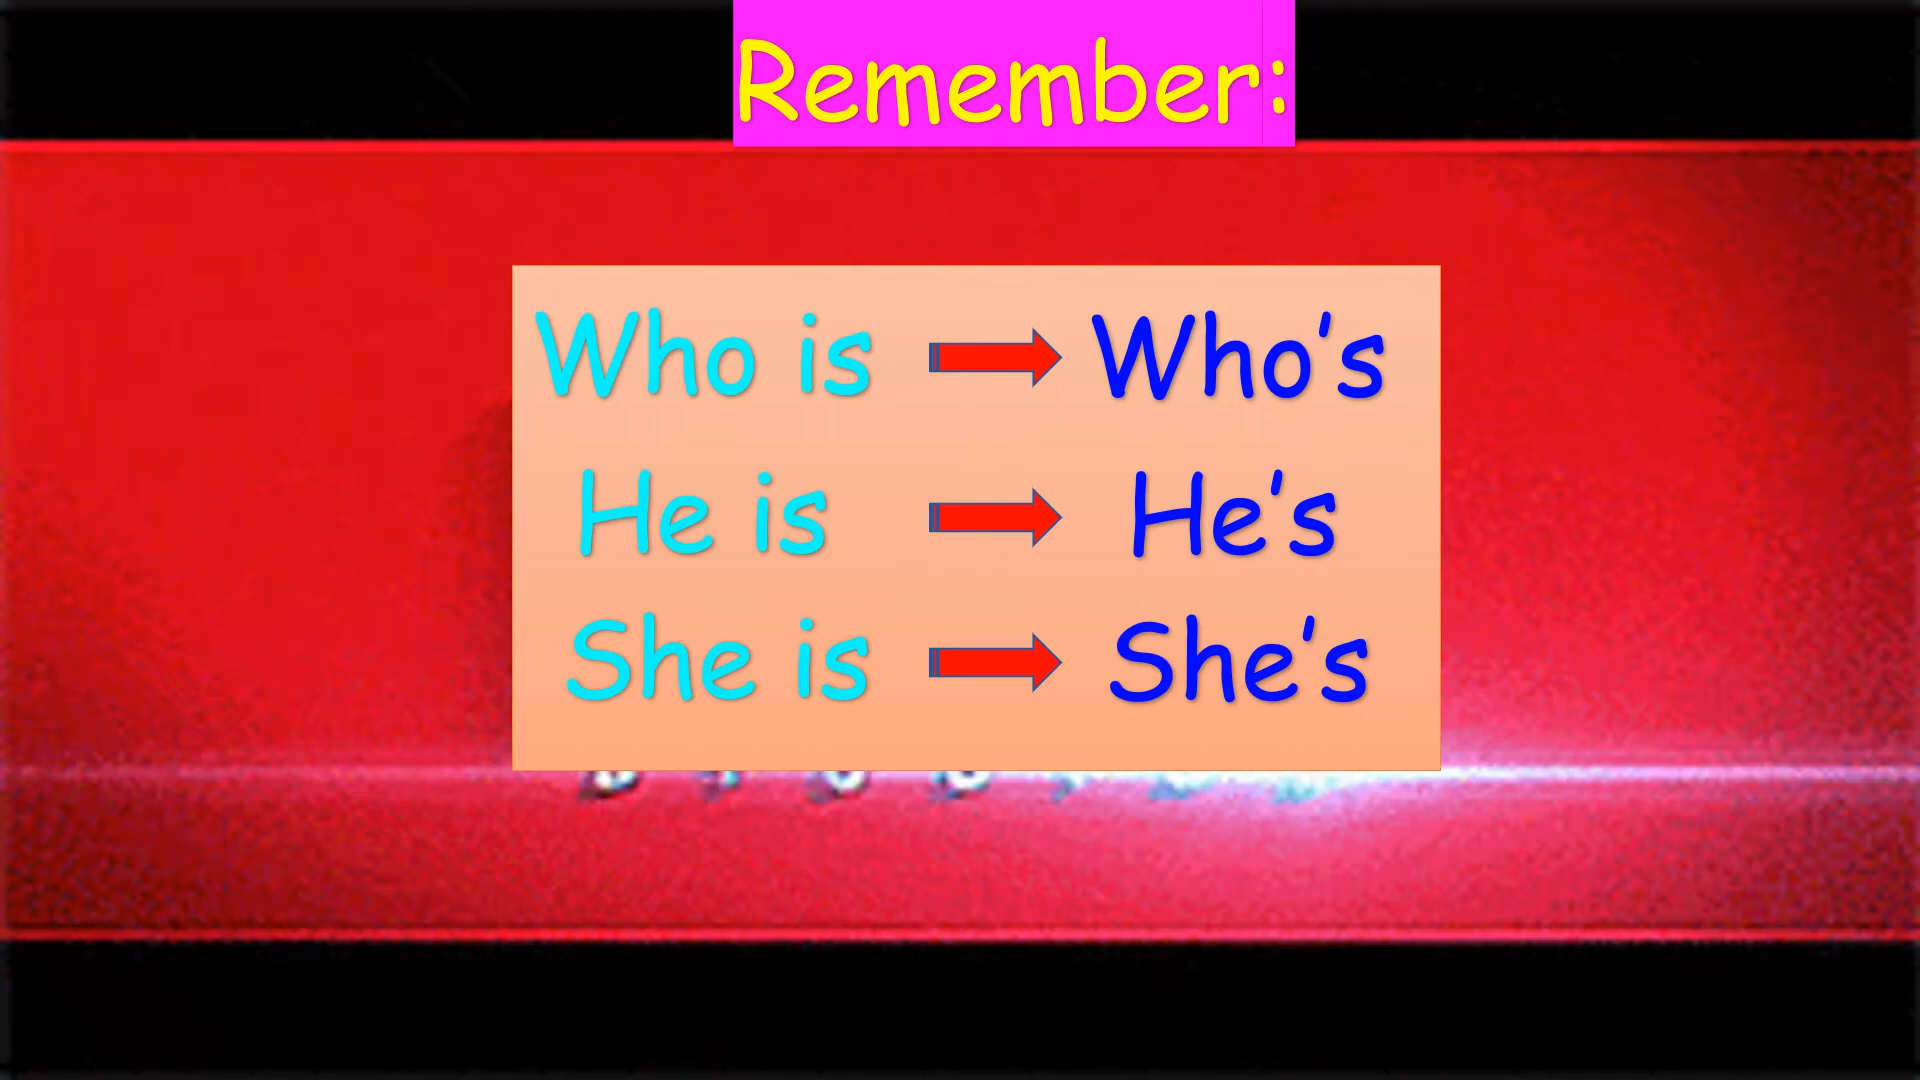 Remember:
Who is Who's
He is He's
She is She's